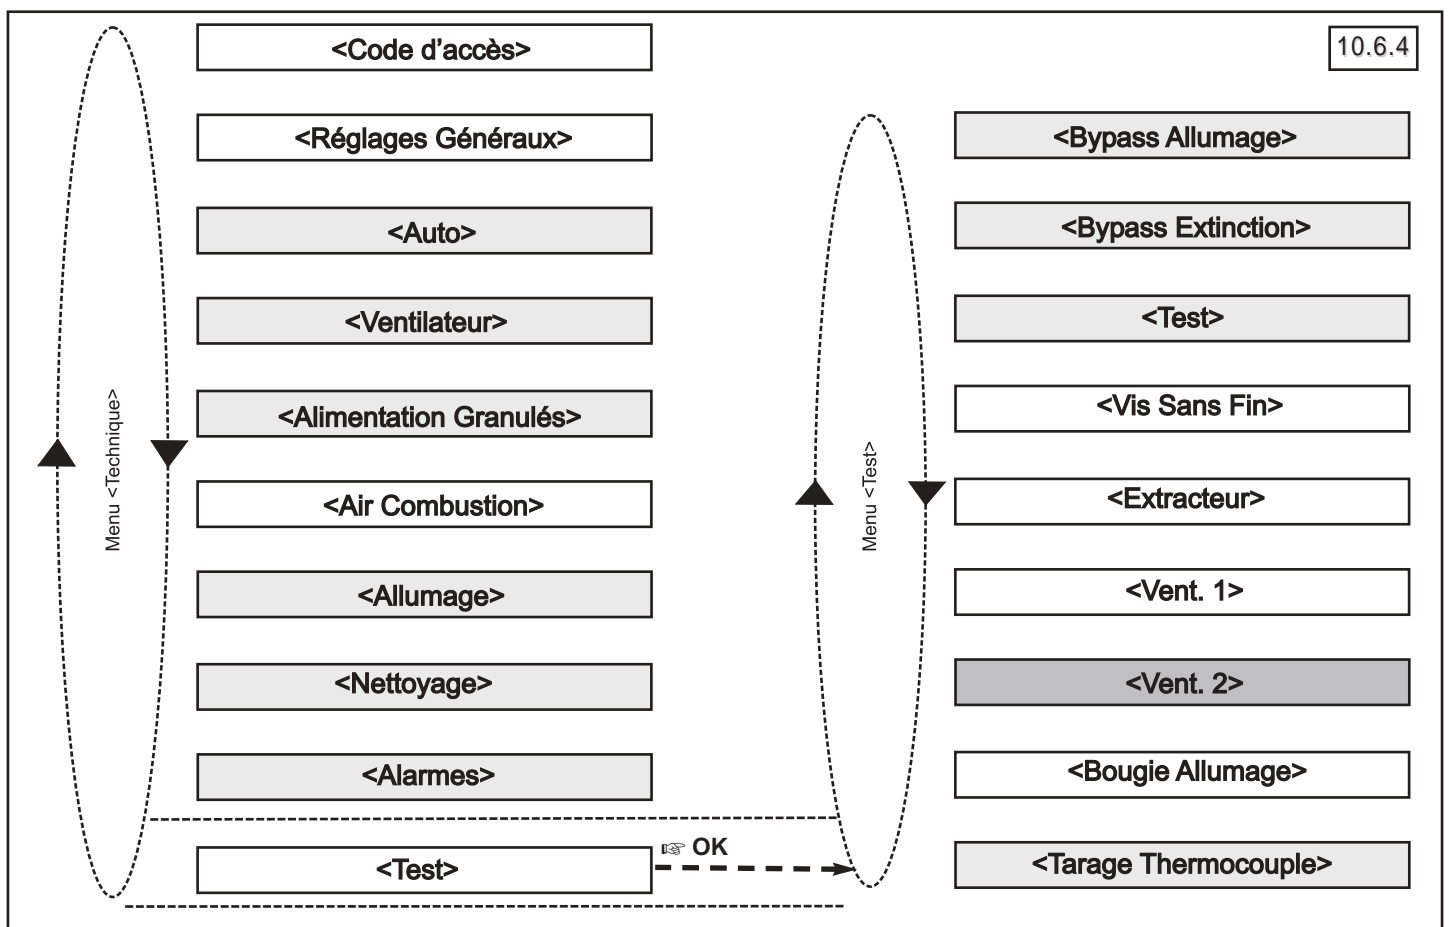 <Code d’accès>
10.6.4
<Réglages Généraux>
<Auto>
<Ventilateur>
<Alimentation Granulés>
<Air Combustion>
<Allumage>
<Nettoyage>
<Alarmes>
<Test>
Menu <Technique>
☞ OK
Menu <Test>
<Bypass Allumage>
<Bypass Extinction>
<Test>
<Vis Sans Fin>
<Extracteur>
<Vent. 1>
<Vent. 2>
<Bougie Allumage>
<Tarage Thermocouple>